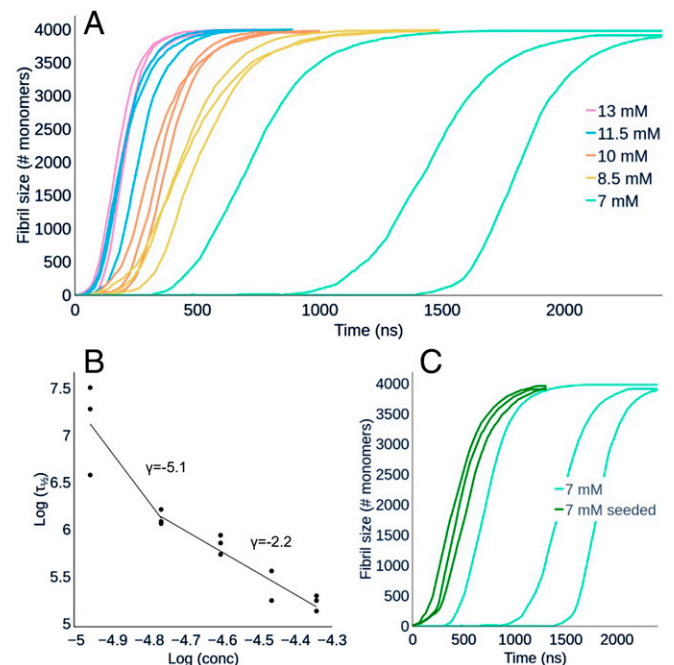 A
4000
3500
3000
2500
2000
1500
1000
500
0
Fibril size (# monomers)
13 mM
11.5 mM
10 mM
8.5 mM
7 mM
0 500 1000 1500 2000
Time (ns)
B
7.5
7
6.5
6
5.5
5
Log (τ½)
γ=-5.1
γ=-2.2
−5 −4.9 −4.8 −4.7 −4.6 −4.5 −4.4 −4.3
Log (conc)
C
4000
3500
3000
2500
2000
1500
1000
500
0
Fibril size (# monomers)
7 mM
7 mM seeded
0 500 1000 1500 2000
Time (ns)